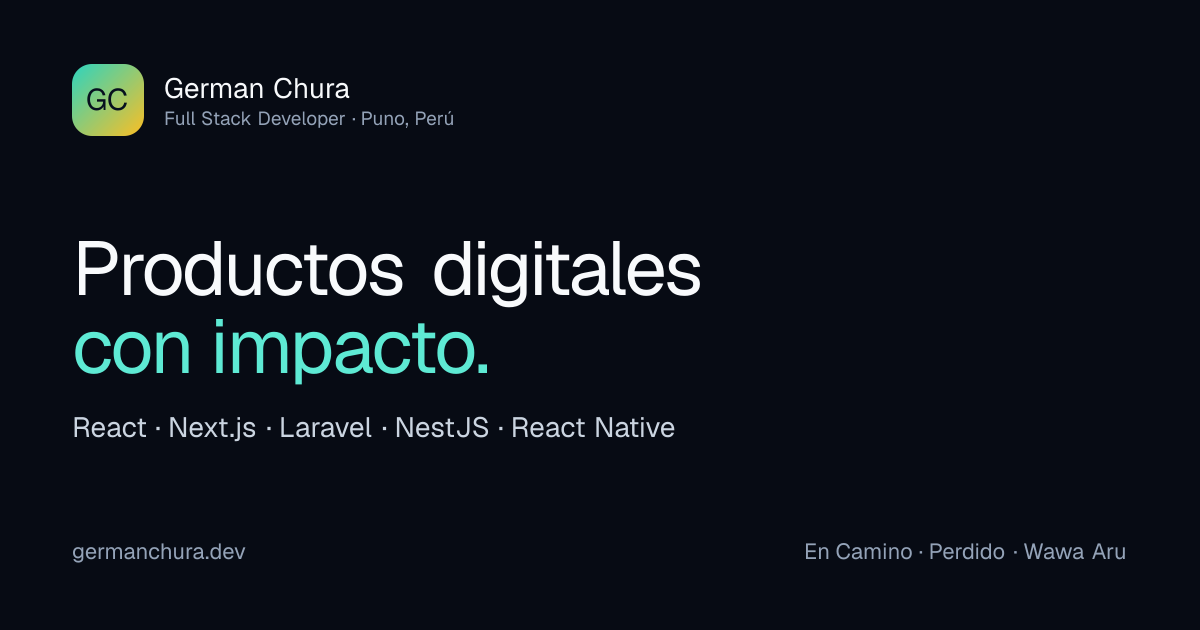 GC
German Chura
Full Stack Developer · Puno, Perú
Productos digitales
con impacto.
React · Next.js · Laravel · NestJS · React Native
germanchura.dev
En Camino · Perdido · Wawa Aru